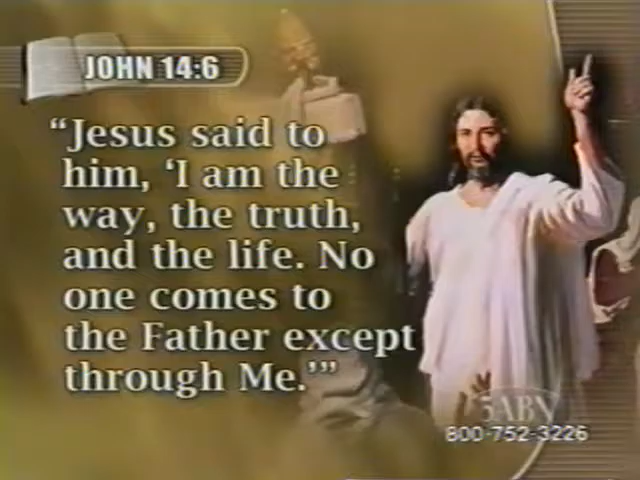 JOHN 14:6
“Jesus said to
him, ‘I am the
way, the truth,
and the life. No
one comes to
the Father except
through Me.’”
3ABN
800-752-3226